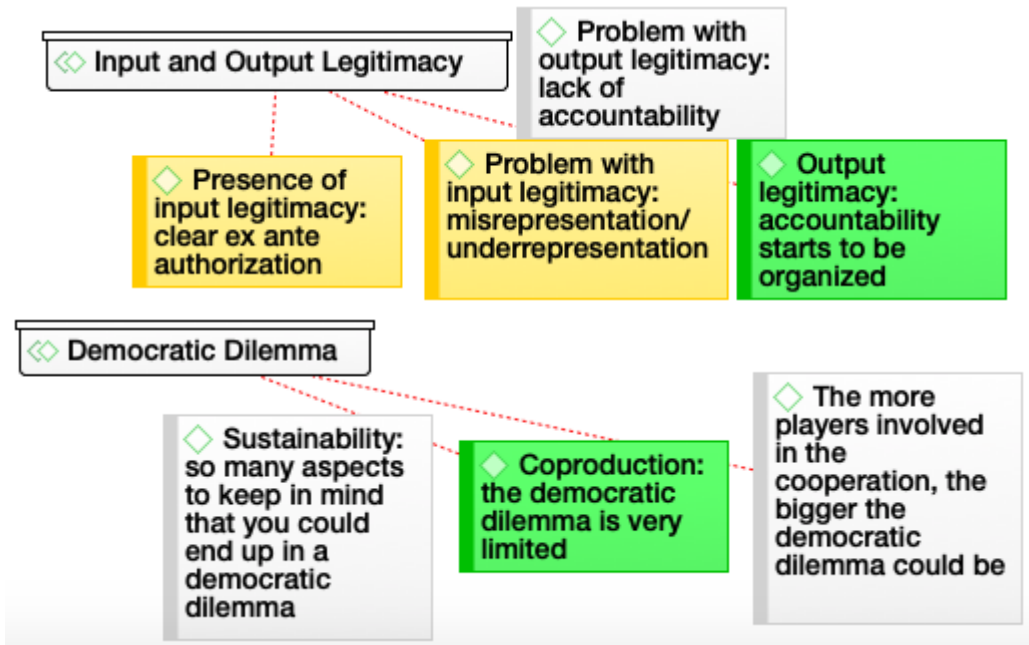 Input and Output Legitimacy
Problem with
output legitimacy:
lack of
accountability
Presence of
input legitimacy:
clear ex ante
authorization
Problem with
input legitimacy:
misrepresentation/
underrepresentation
Output
legitimacy:
accountability
starts to be
organized
Democratic Dilemma
Sustainability:
so many aspects
to keep in mind
that you could
end up in a
democratic
dilemma
Coproduction:
the democratic
dilemma is very
limited
The more
players involved
in the
cooperation, the
bigger the
democratic
dilemma could be